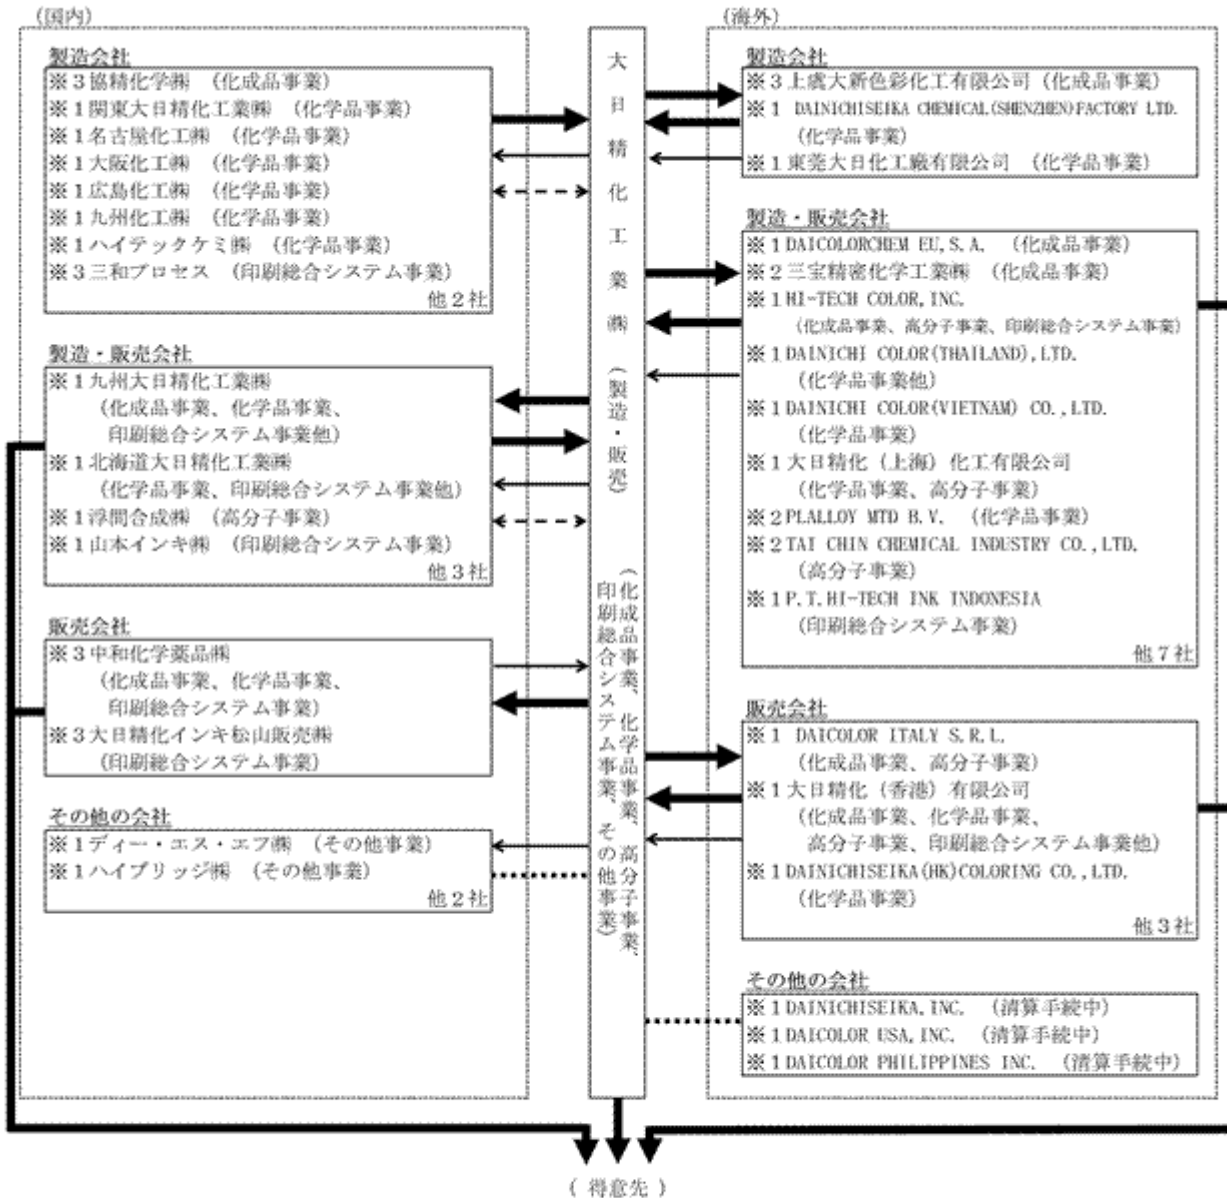 (国内)
製造会社
※3協精化学㈱ (化成品事業)
※1関東大日精化工業㈱ (化学品事業)
※1名古屋化工㈱ (化学品事業)
※1大阪化工㈱ (化学品事業)
※1広島化工㈱ (化学品事業)
※1九州化工㈱ (化学品事業)
※1ハイテックケミ㈱ (化学品事業)
※3三和プロセス (印刷総合システム事業)
他2社
製造・販売会社
※1九州大日精化工業㈱
(化成品事業、化学品事業、
印刷総合システム事業他)
※1北海道大日精化工業㈱
(化学品事業、印刷総合システム事業他)
※1浮間合成㈱ (高分子事業)
※1山本インキ㈱ (印刷総合システム事業)
他3社
販売会社
※3中和化学薬品㈱
(化成品事業、化学品事業、
印刷総合システム事業)
※3大日精化インキ松山販売㈱
(印刷総合システム事業)
その他の会社
※1ディー・エス・エフ㈱ (その他事業)
※1ハイブリッジ㈱ (その他事業)
他2社
大日精化工業㈱ (製造・販売)
(化成品事業、化学品事業、高分子事業、
印刷総合システム事業、その他事業)
(海外)
製造会社
※3上虞大新色彩化工有限公司 (化成品事業)
※1 DAINICHISEIKA CHEMICAL(SHENZHEN)FACTORY LTD.
(化学品事業)
※1東莞大日化工廠有限公司 (化学品事業)
製造・販売会社
※1DAICOLORCHEM EU,S.A. (化成品事業)
※2三宝精密化学工業㈱ (化成品事業)
※1HI-TECH COLOR,INC.
(化成品事業、高分子事業、印刷総合システム事業)
※1DAINICHI COLOR(THAILAND),LTD.
(化学品事業他)
※1DAINICHI COLOR(VIETNAM) CO.,LTD.
(化学品事業)
※1大日精化(上海)化工有限公司
(化学品事業、高分子事業)
※2PLALLOY MTD B.V. (化学品事業)
※2TAI CHIN CHEMICAL INDUSTRY CO.,LTD.
(高分子事業)
※1P.T.HI-TECH INK INDONESIA
(印刷総合システム事業)
他7社
販売会社
※1 DAICOLOR ITALY S.R.L.
(化成品事業、高分子事業)
※1大日精化(香港)有限公司
(化成品事業、化学品事業、
高分子事業、印刷総合システム事業他)
※1DAINICHISEIKA(HK)COLORING CO.,LTD.
(化学品事業)
他3社
その他の会社
※1DAINICHISEIKA,INC. (清算手続中)
※1DAICOLOR USA,INC. (清算手続中)
※1DAICOLOR PHILIPPINES INC. (清算手続中)
(得意先)